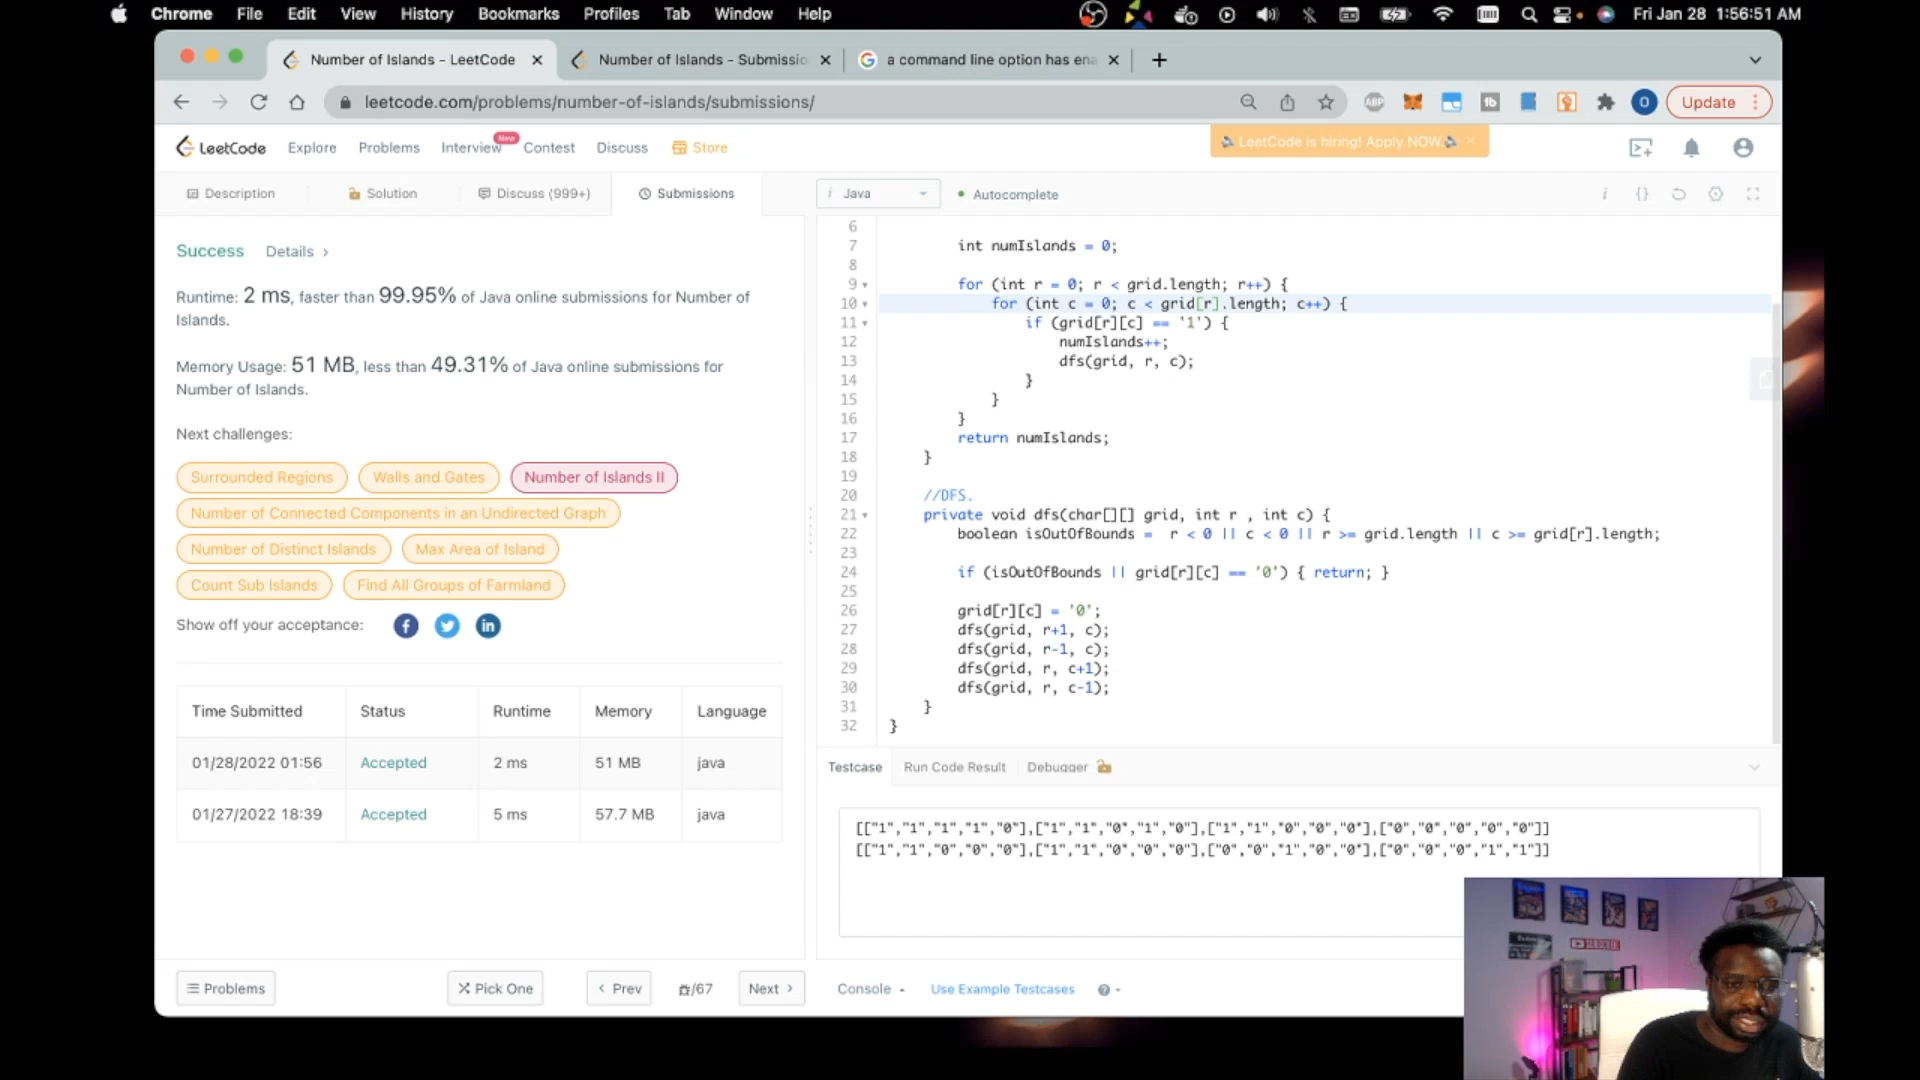 Chrome File Edit View History Bookmarks Profiles Tab Window Help Fri Jan 28 1:56:51 AM
Number of Islands - LeetCode Number of Islands - Submissio a command line option has ena
leetcode.com/problems/number-of-islands/submissions/ ABP tb O Update
LeetCode Explore Problems Interview New Contest Discuss Store LeetCode is hiring! Apply NOW.
Description Solution Discuss (999+) Submissions
i Java Autocomplete i {}
Success Details >
Runtime: 2 ms, faster than 99.95% of Java online submissions for Number of
Islands.
Memory Usage: 51 MB, less than 49.31% of Java online submissions for
Number of Islands.
Next challenges:
Surrounded Regions Walls and Gates Number of Islands II
Number of Connected Components in an Undirected Graph
Number of Distinct Islands Max Area of Island
Count Sub Islands Find All Groups of Farmland
Show off your acceptance: f in
Time Submitted Status Runtime Memory Language
01/28/2022 01:56 Accepted 2 ms 51 MB java
01/27/2022 18:39 Accepted 5 ms 57.7 MB java
Problems Pick One < Prev /67 Next >
6
7 int numIslands = 0;
8
9 for (int r = 0; r < grid.length; r++) {
10 for (int c = 0; c < grid[r].length; c++) {
11 if (grid[r][c] == '1') {
12 numIslands++;
13 dfs(grid, r, c);
14 }
15 }
16 }
17 return numIslands;
18 }
19
20 //DFS.
21 private void dfs(char[][] grid, int r , int c) {
22 boolean isOutOfBounds =  r < 0 || c < 0 || r >= grid.length || c >= grid[r].length;
23
24 if (isOutOfBounds || grid[r][c] == '0') { return; }
25
26 grid[r][c] = '0';
27 dfs(grid, r+1, c);
28 dfs(grid, r-1, c);
29 dfs(grid, r, c+1);
30 dfs(grid, r, c-1);
31 }
32 }
Testcase Run Code Result Debugger
[["1","1","1","1","0"],["1","1","0","1","0"],["1","1","0","0","0"],["0","0","0","0","0"]]
[["1","1","0","0","0"],["1","1","0","0","0"],["0","0","1","0","0"],["0","0","0","1","1"]]
Console Use Example Testcases ?
SUBSCRIBE